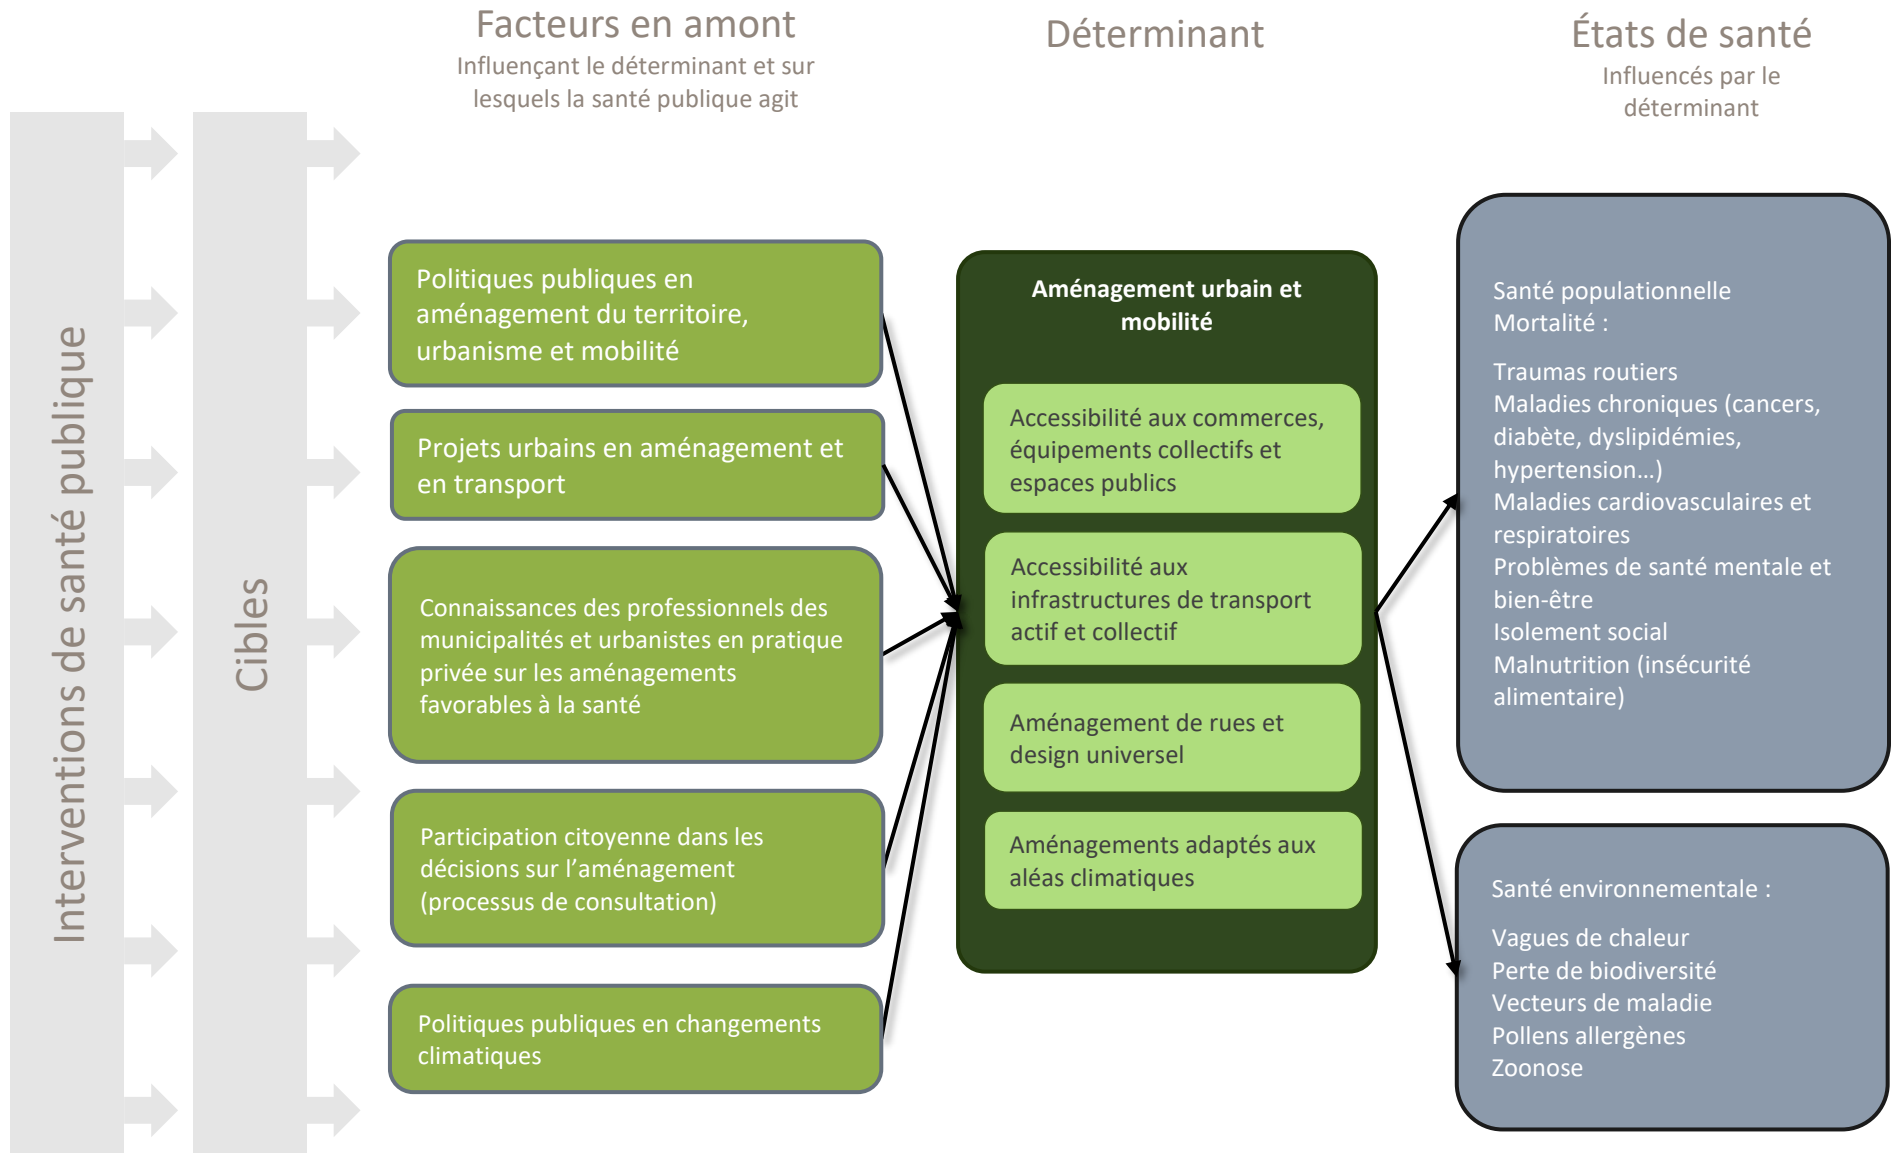 Facteurs en amont
Influençant le déterminant et sur
lesquels la santé publique agit
Déterminant
États de santé
Influencés par le
déterminant
Interventions de santé publique
Cibles
Politiques publiques en
aménagement du territoire,
urbanisme et mobilité
Projets urbains en aménagement et
en transport
Connaissances des professionnels des
municipalités et urbanistes en pratique
privée sur les aménagements
favorables à la santé
Participation citoyenne dans les
décisions sur l’aménagement
(processus de consultation)
Politiques publiques en changements
climatiques
Aménagement urbain et
mobilité
Accessibilité aux commerces,
équipements collectifs et
espaces publics
Accessibilité aux
infrastructures de transport
actif et collectif
Aménagement de rues et
design universel
Aménagements adaptés aux
aléas climatiques
Santé populationnelle
Mortalité :
Traumas routiers
Maladies chroniques (cancers,
diabète, dyslipidémies,
hypertension…)
Maladies cardiovasculaires et
respiratoires
Problèmes de santé mentale et
bien-être
Isolement social
Malnutrition (insécurité
alimentaire)
Santé environnementale :
Vagues de chaleur
Perte de biodiversité
Vecteurs de maladie
Pollens allergènes
Zoonose